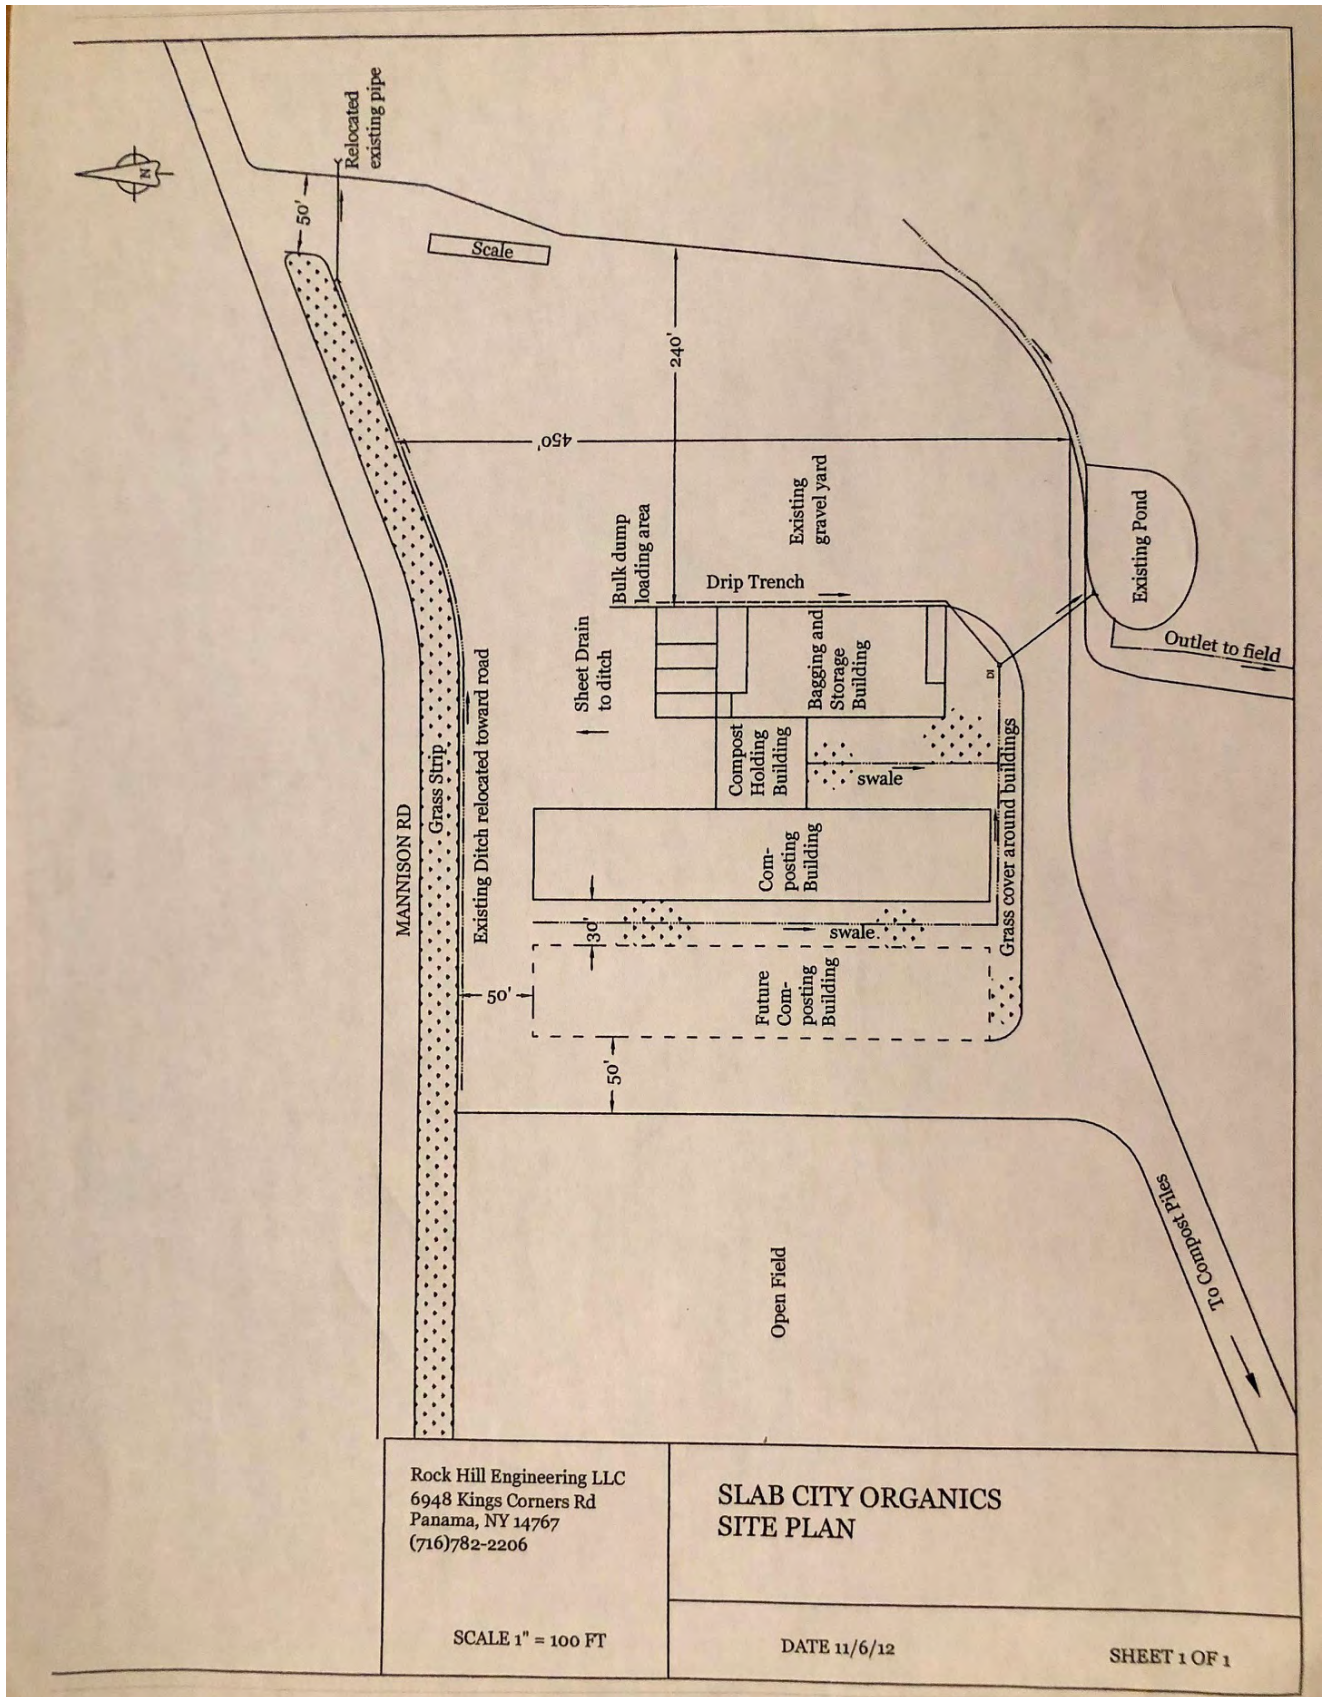 N
Relocated
existing pipe
50'
Scale
240'
450'
MANNISON RD
Grass Strip
Existing Ditch relocated toward road
Sheet Drain
to ditch
Bulk dump
loading area
Drip Trench
Existing
gravel yard
Existing Pond
Outlet to field
Bagging and
Storage
Building
DI
Compost
Holding
Building
swale
Com-
posting
Building
Grass cover around buildings
30'
swale
50'
Future
Com-
posting
Building
50'
Open Field
To Compost Piles
Rock Hill Engineering LLC
6948 Kings Corners Rd
Panama, NY 14767
(716)782-2206
SCALE 1" = 100 FT
SLAB CITY ORGANICS
SITE PLAN
DATE 11/6/12
SHEET 1 OF 1